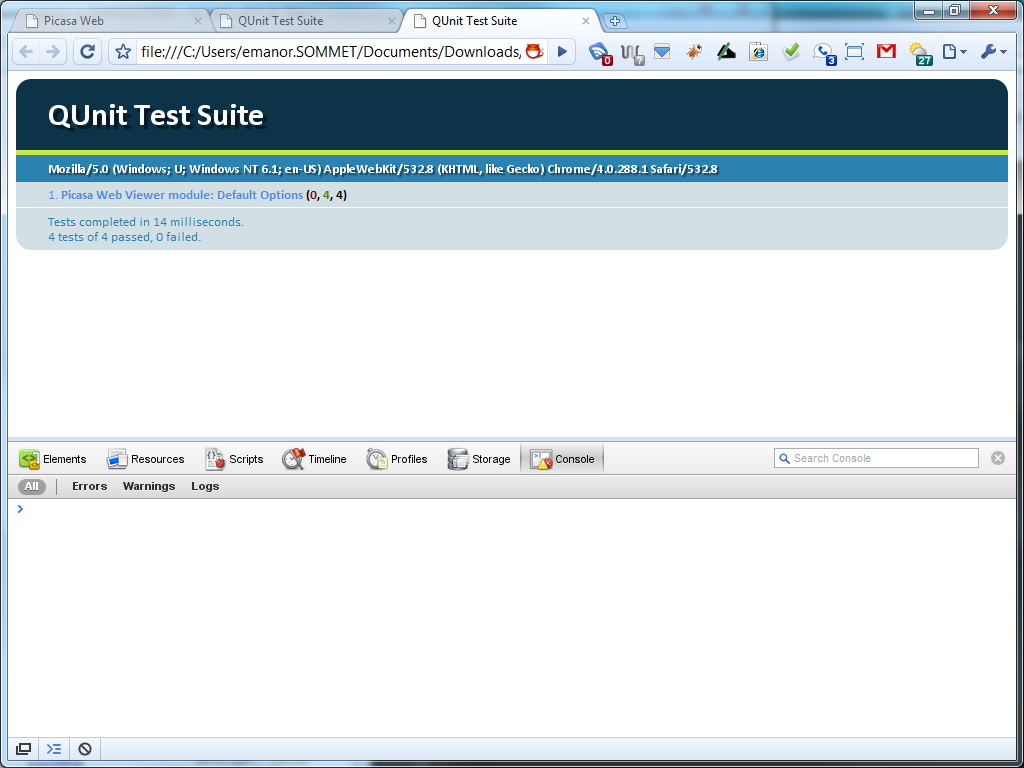 Picasa Web
QUnit Test Suite
QUnit Test Suite
file:///C:/Users/emanor.SOMMET/Documents/Downloads,
0
?
3
27
QUnit Test Suite
Mozilla/5.0 (Windows; U; Windows NT 6.1; en-US) AppleWebKit/532.8 (KHTML, like Gecko) Chrome/4.0.288.1 Safari/532.8
1. Picasa Web Viewer module: Default Options (0, 4, 4)
Tests completed in 14 milliseconds.
4 tests of 4 passed, 0 failed.
Elements Resources Scripts Timeline Profiles Storage Console Search Console
All Errors Warnings Logs